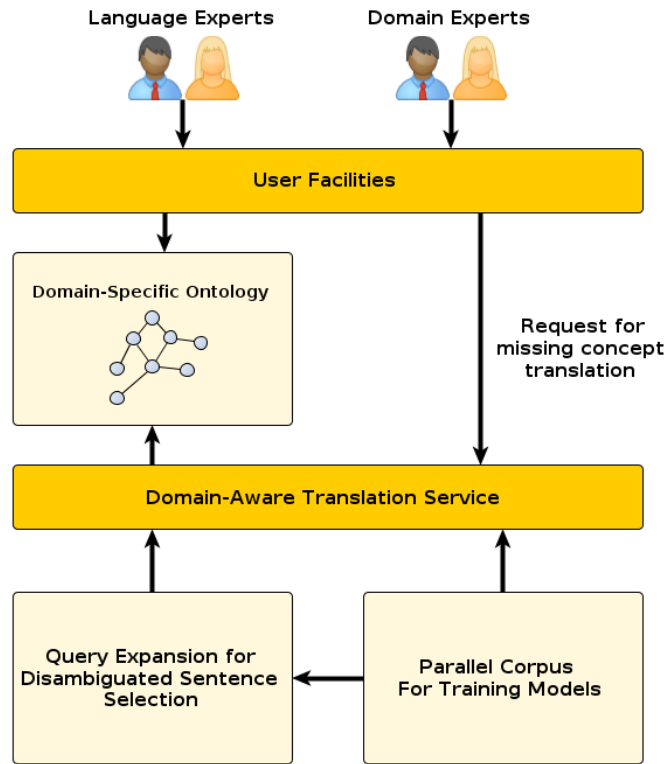 Language Experts
Domain Experts
User Facilities
Domain-Specific Ontology
Request for
missing concept
translation
Domain-Aware Translation Service
Query Expansion for
Disambiguated Sentence
Selection
Parallel Corpus
For Training Models